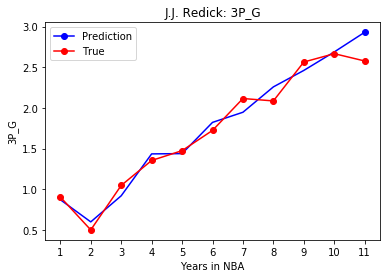 J.J. Redick: 3P_G
Prediction
True
3P_G
3.0
2.5
2.0
1.5
1.0
0.5
1 2 3 4 5 6 7 8 9 10 11
Years in NBA